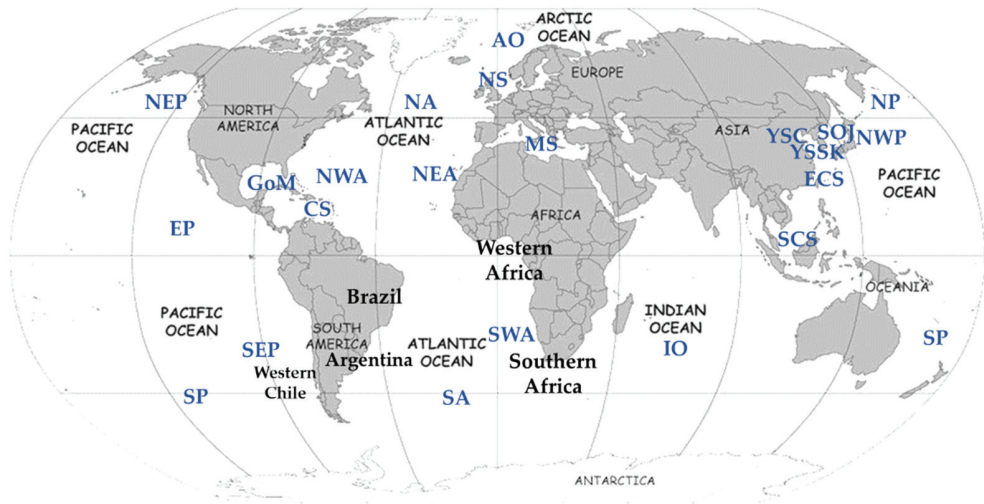 ARCTIC
OCEAN
AO
EUROPE
NS
NEP
NORTH
AMERICA
NA
NP
PACIFIC
OCEAN
ATLANTIC
OCEAN
ASIA
YSC
SOJ
NWP
MS
YSSK
GoM
NWA
NEA
ECS
PACIFIC
OCEAN
CS
AFRICA
EP
SCS
Western
Africa
OCEANIA
Brazil
PACIFIC
OCEAN
INDIAN
OCEAN
SOUTH
AMERICA
SWA
SP
SEP
Argentina
ATLANTIC
OCEAN
IO
Western
Chile
Southern
Africa
SP
SA
ANTARCTICA